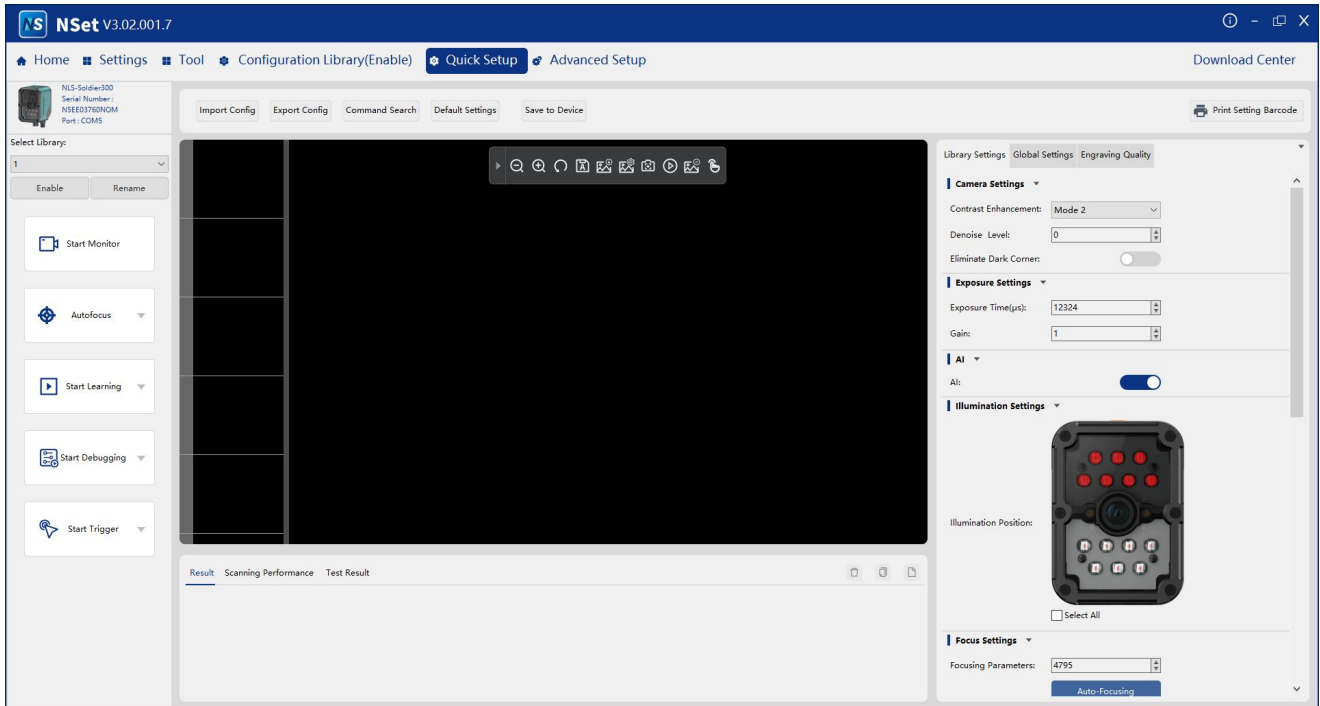 NS NSet V3.02.001.7
Home Settings Tool Configuration Library(Enable) Quick Setup Advanced Setup Download Center
NLS-Soldier300
Serial Number :
NSEE03760NOM
Port : COM5
Import Config Export Config Command Search Default Settings Save to Device Print Setting Barcode
Select Library:
1
Enable Rename
Start Monitor
Autofocus
Start Learning
Start Debugging
Start Trigger
Result Scanning Performance Test Result
Library Settings Global Settings Engraving Quality
Camera Settings
Contrast Enhancement: Mode 2
Denoise Level: 0
Eliminate Dark Corner:
Exposure Settings
Exposure Time(μs): 12324
Gain: 1
AI
AI:
Illumination Settings
Illumination Position:
Select All
Focus Settings
Focusing Parameters: 4795
Auto-Focusing